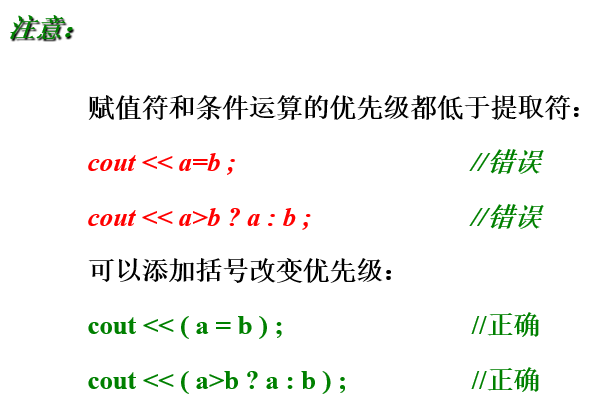 注意：
赋值符和条件运算的优先级都低于提取符：
cout << a=b ; //错误
cout << a>b ? a : b ; //错误
可以添加括号改变优先级：
cout << ( a = b ) ; //正确
cout << ( a>b ? a : b ) ; //正确